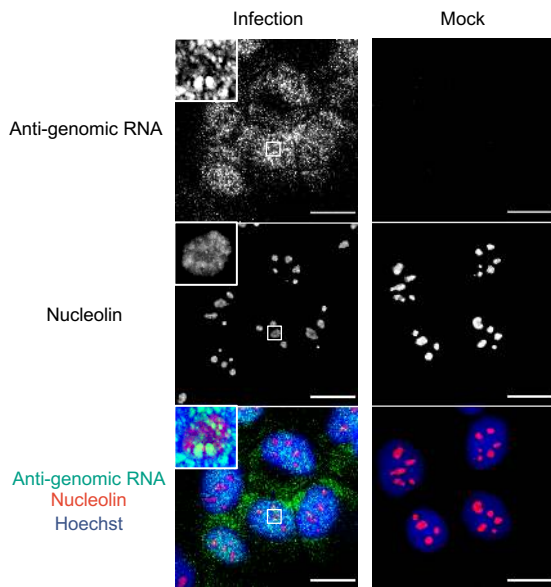 Infection
Mock
Anti-genomic RNA
Nucleolin
Anti-genomic RNA
Nucleolin
Hoechst